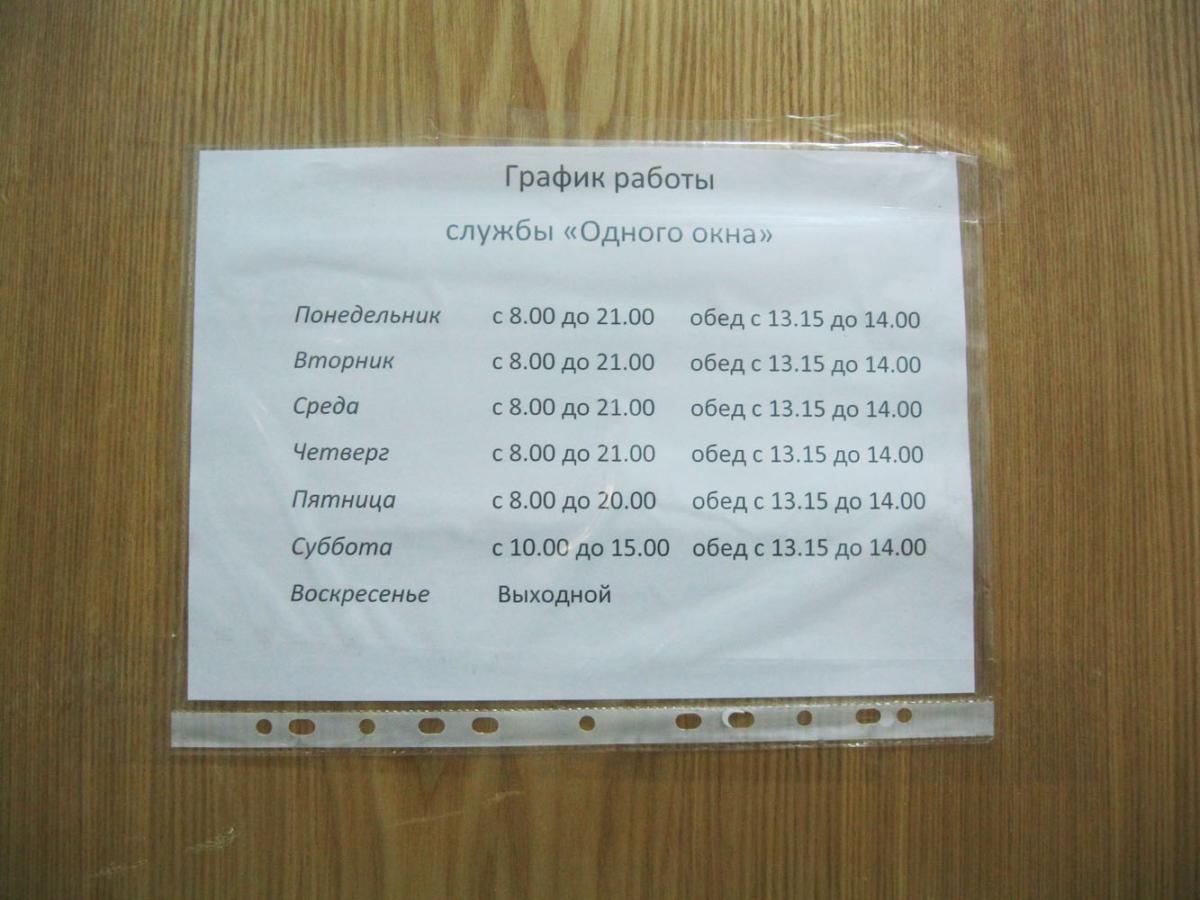 График работы
службы «Одного окна»
Понедельник с 8.00 до 21.00 обед с 13.15 до 14.00
Вторник с 8.00 до 21.00 обед с 13.15 до 14.00
Среда с 8.00 до 21.00 обед с 13.15 до 14.00
Четверг с 8.00 до 21.00 обед с 13.15 до 14.00
Пятница с 8.00 до 20.00 обед с 13.15 до 14.00
Суббота с 10.00 до 15.00 обед с 13.15 до 14.00
Воскресенье Выходной